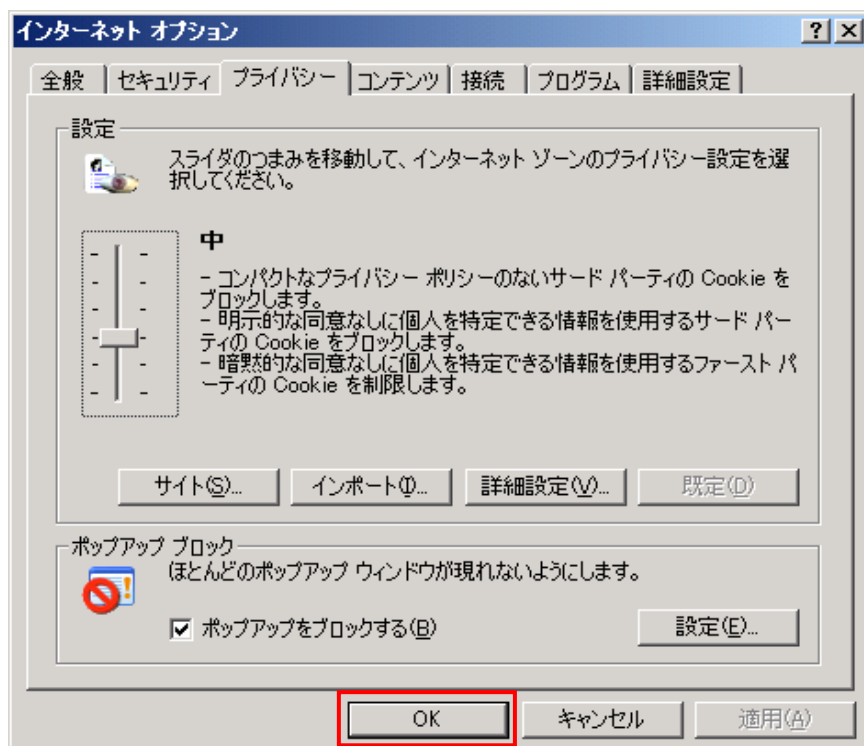 インターネット オプション
全般
セキュリティ
プライバシー
コンテンツ
接続
プログラム
詳細設定
設定
スライダのつまみを移動して、インターネット ゾーンのプライバシー設定を選
択してください。
中
- コンパクトなプライバシー ポリシーのないサード パーティの Cookie を
ブロックします。
- 明示的な同意なしに個人を特定できる情報を使用するサード パー
ティの Cookie をブロックします。
- 暗黙的な同意なしに個人を特定できる情報を使用するファースト パ
ーティの Cookie を制限します。
サイト(S)...
インポート(I)...
詳細設定(V)...
既定(D)
ポップアップ ブロック
ほとんどのポップアップ ウィンドウが現れないようにします。
ポップアップをブロックする(B)
設定(E)...
OK
キャンセル
適用(A)